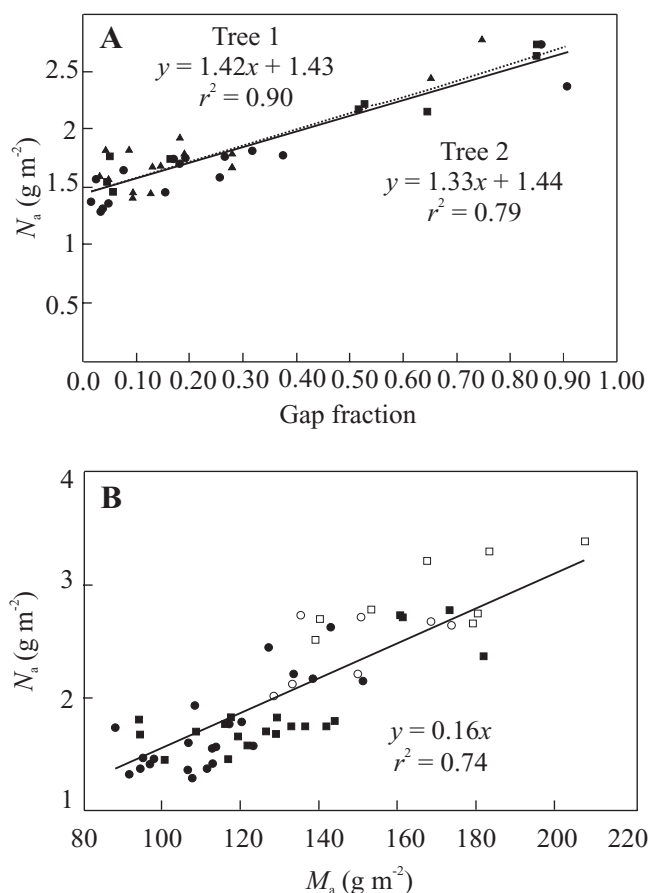 A
Tree 1
y = 1.42x + 1.43
r² = 0.90
Tree 2
y = 1.33x + 1.44
r² = 0.79
2.5
2
1.5
1
0.5
Nₐ (g m⁻²)
0.0 0.10 0.20 0.30 0.40 0.50 0.60 0.70 0.80 0.90 1.00
Gap fraction
B
4
3
2
1
Nₐ (g m⁻²)
y = 0.16x
r² = 0.74
80 100 120 140 160 180 200 220
Mₐ (g m⁻²)